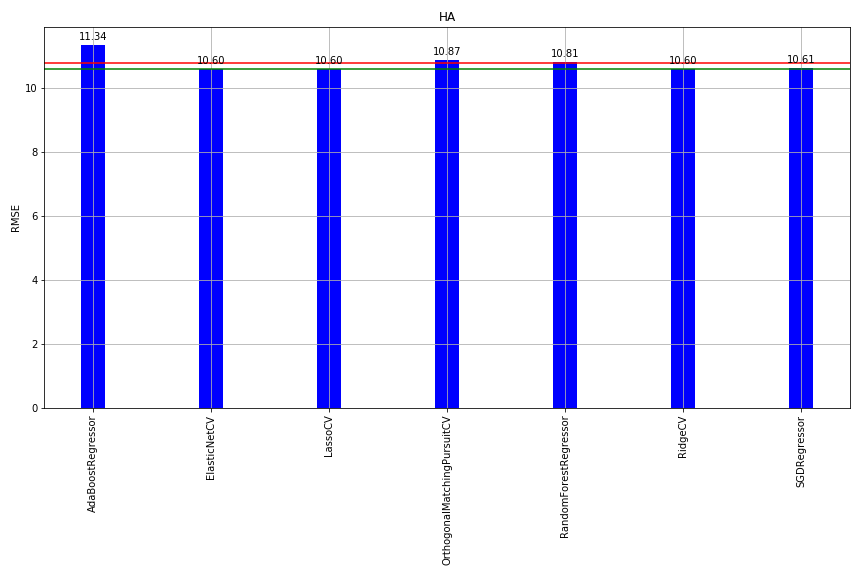 HA
11.34
10.60
10.60
10.87
10.81
10.60
10.61
RMSE
10
8
6
4
2
0
AdaBoostRegressor
ElasticNetCV
LassoCV
OrthogonalMatchingPursuitCV
RandomForestRegressor
RidgeCV
SGDRegressor